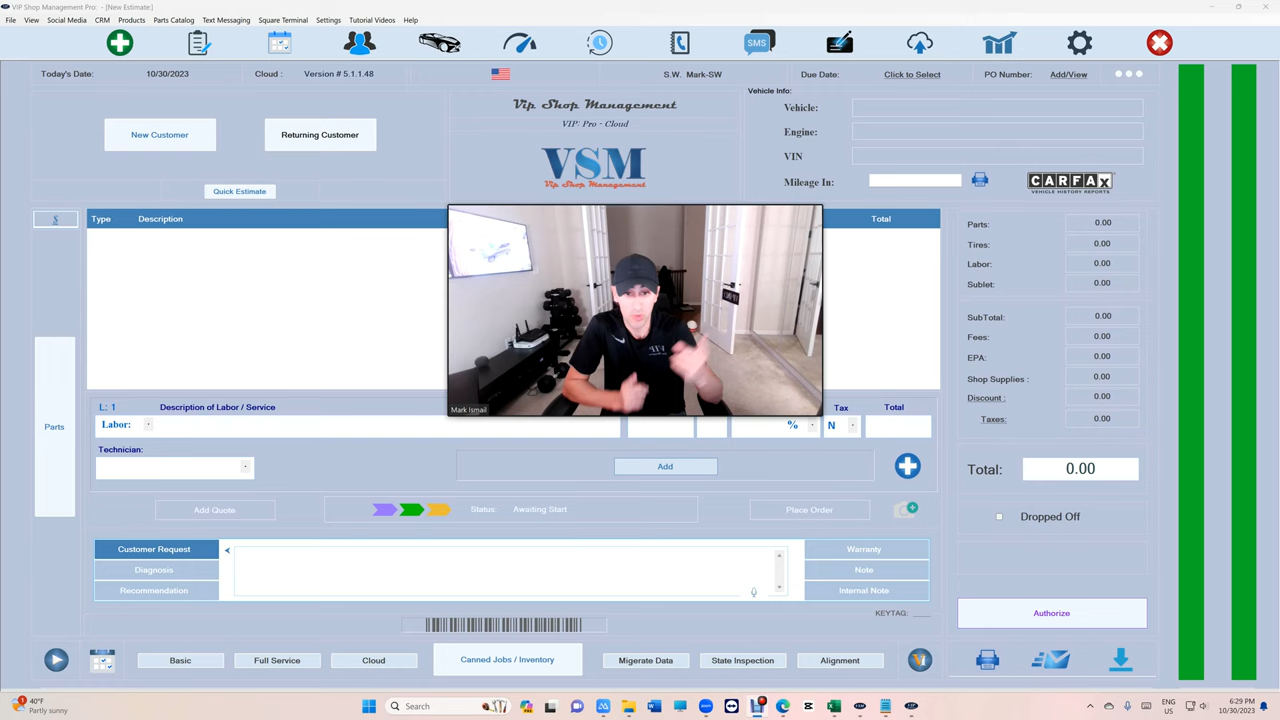 VIP Shop Management Pro: - [New Estimate:]
File View Social Media CRM Products Parts Catalog Text Messaging Square Terminal Settings Tutorial Videos Help
SMS
Today's Date: 10/30/2023 Cloud : Version # 5.1.1.48 S.W. Mark-SW Due Date: Click to Select PO Number: Add/View
Vehicle Info:
Vip Shop Management
VIP: Pro - Cloud
VSM
Vip Shop Management
New Customer Returning Customer
Quick Estimate
Vehicle:
Engine:
VIN
Mileage In:
CARFAX
VEHICLE HISTORY REPORTS
$ Type Description Total
Parts: 0.00
Tires: 0.00
Labor: 0.00
Sublet: 0.00
SubTotal: 0.00
Fees: 0.00
EPA: 0.00
Shop Supplies : 0.00
Discount : 0.00
Taxes: 0.00
Total: 0.00
Mark Ismail
Parts
L: 1 Description of Labor / Service Tax Total
Labor: % N
Technician:
Add
Add Quote Status: Awaiting Start Place Order
Dropped Off
Customer Request
Diagnosis
Recommendation
Warranty
Note
Internal Note
KEYTAG:
Authorize
Basic Full Service Cloud Canned Jobs / Inventory Migerate Data State Inspection Alignment
40°F
Partly sunny
Search
ENG
US
6:29 PM
10/30/2023